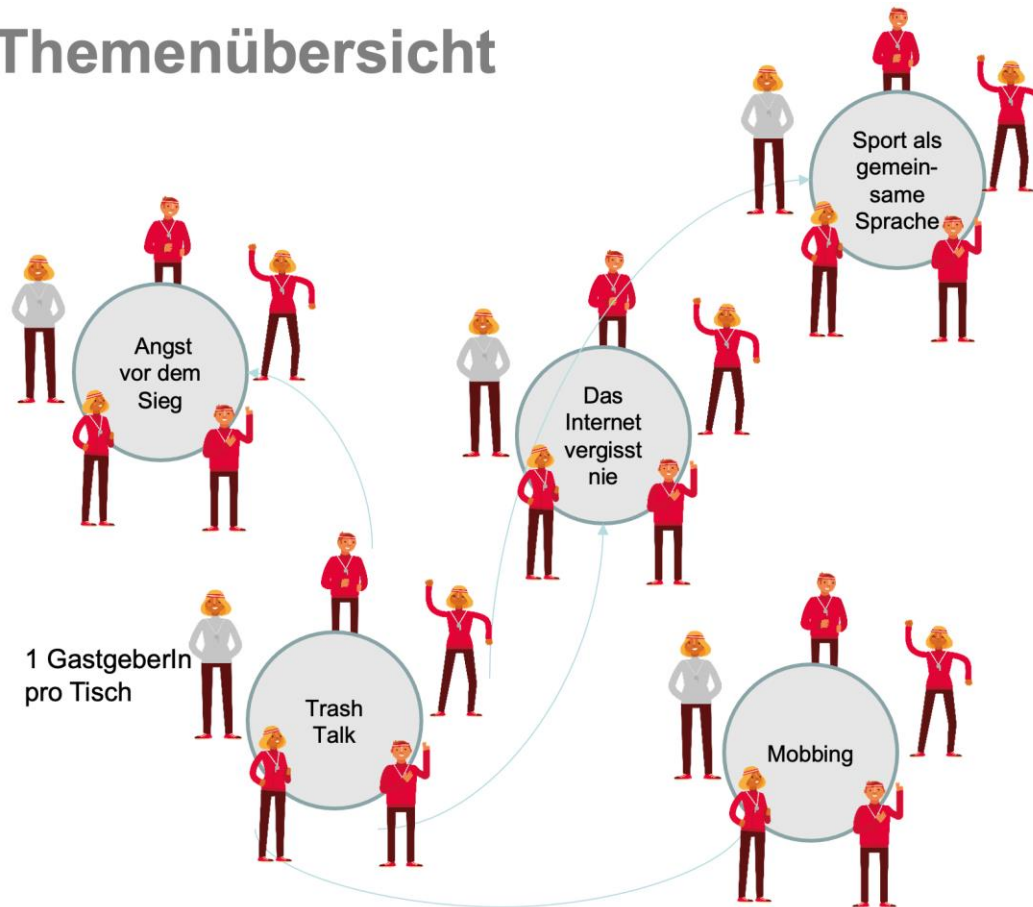 Themenübersicht
Sport als
gemein-
same
Sprache
Angst
vor dem
Sieg
Das
Internet
vergisst
nie
1 GastgeberIn
pro Tisch
Trash
Talk
Mobbing